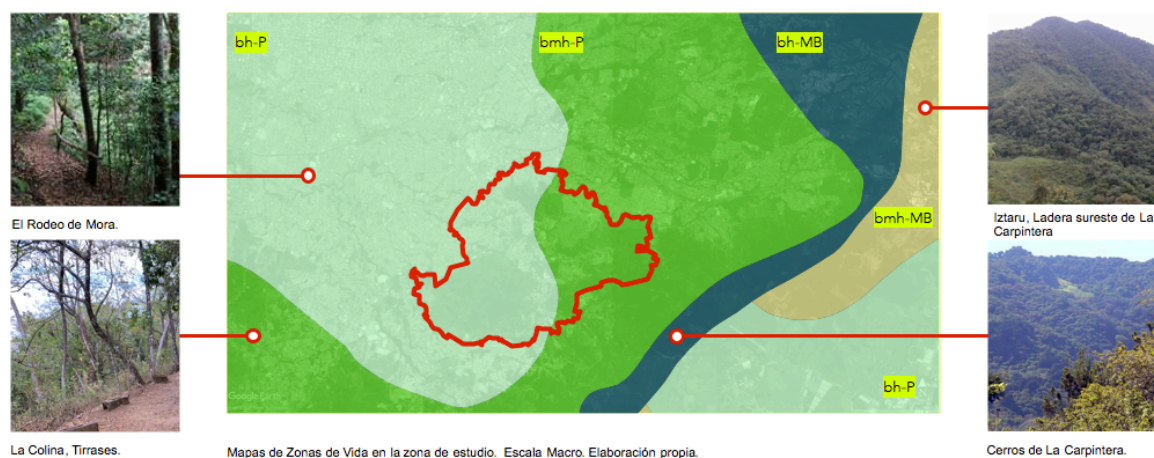 bh-P
bmh-P
bh-MB
bmh-MB
bh-P
Google Earth
El Rodeo de Mora.
Iztaru, Ladera sureste de La
Carpintera
La Colina, Tirrases.
Mapas de Zonas de Vida en la zona de estudio. Escala Macro. Elaboración propia.
Cerros de La Carpintera.